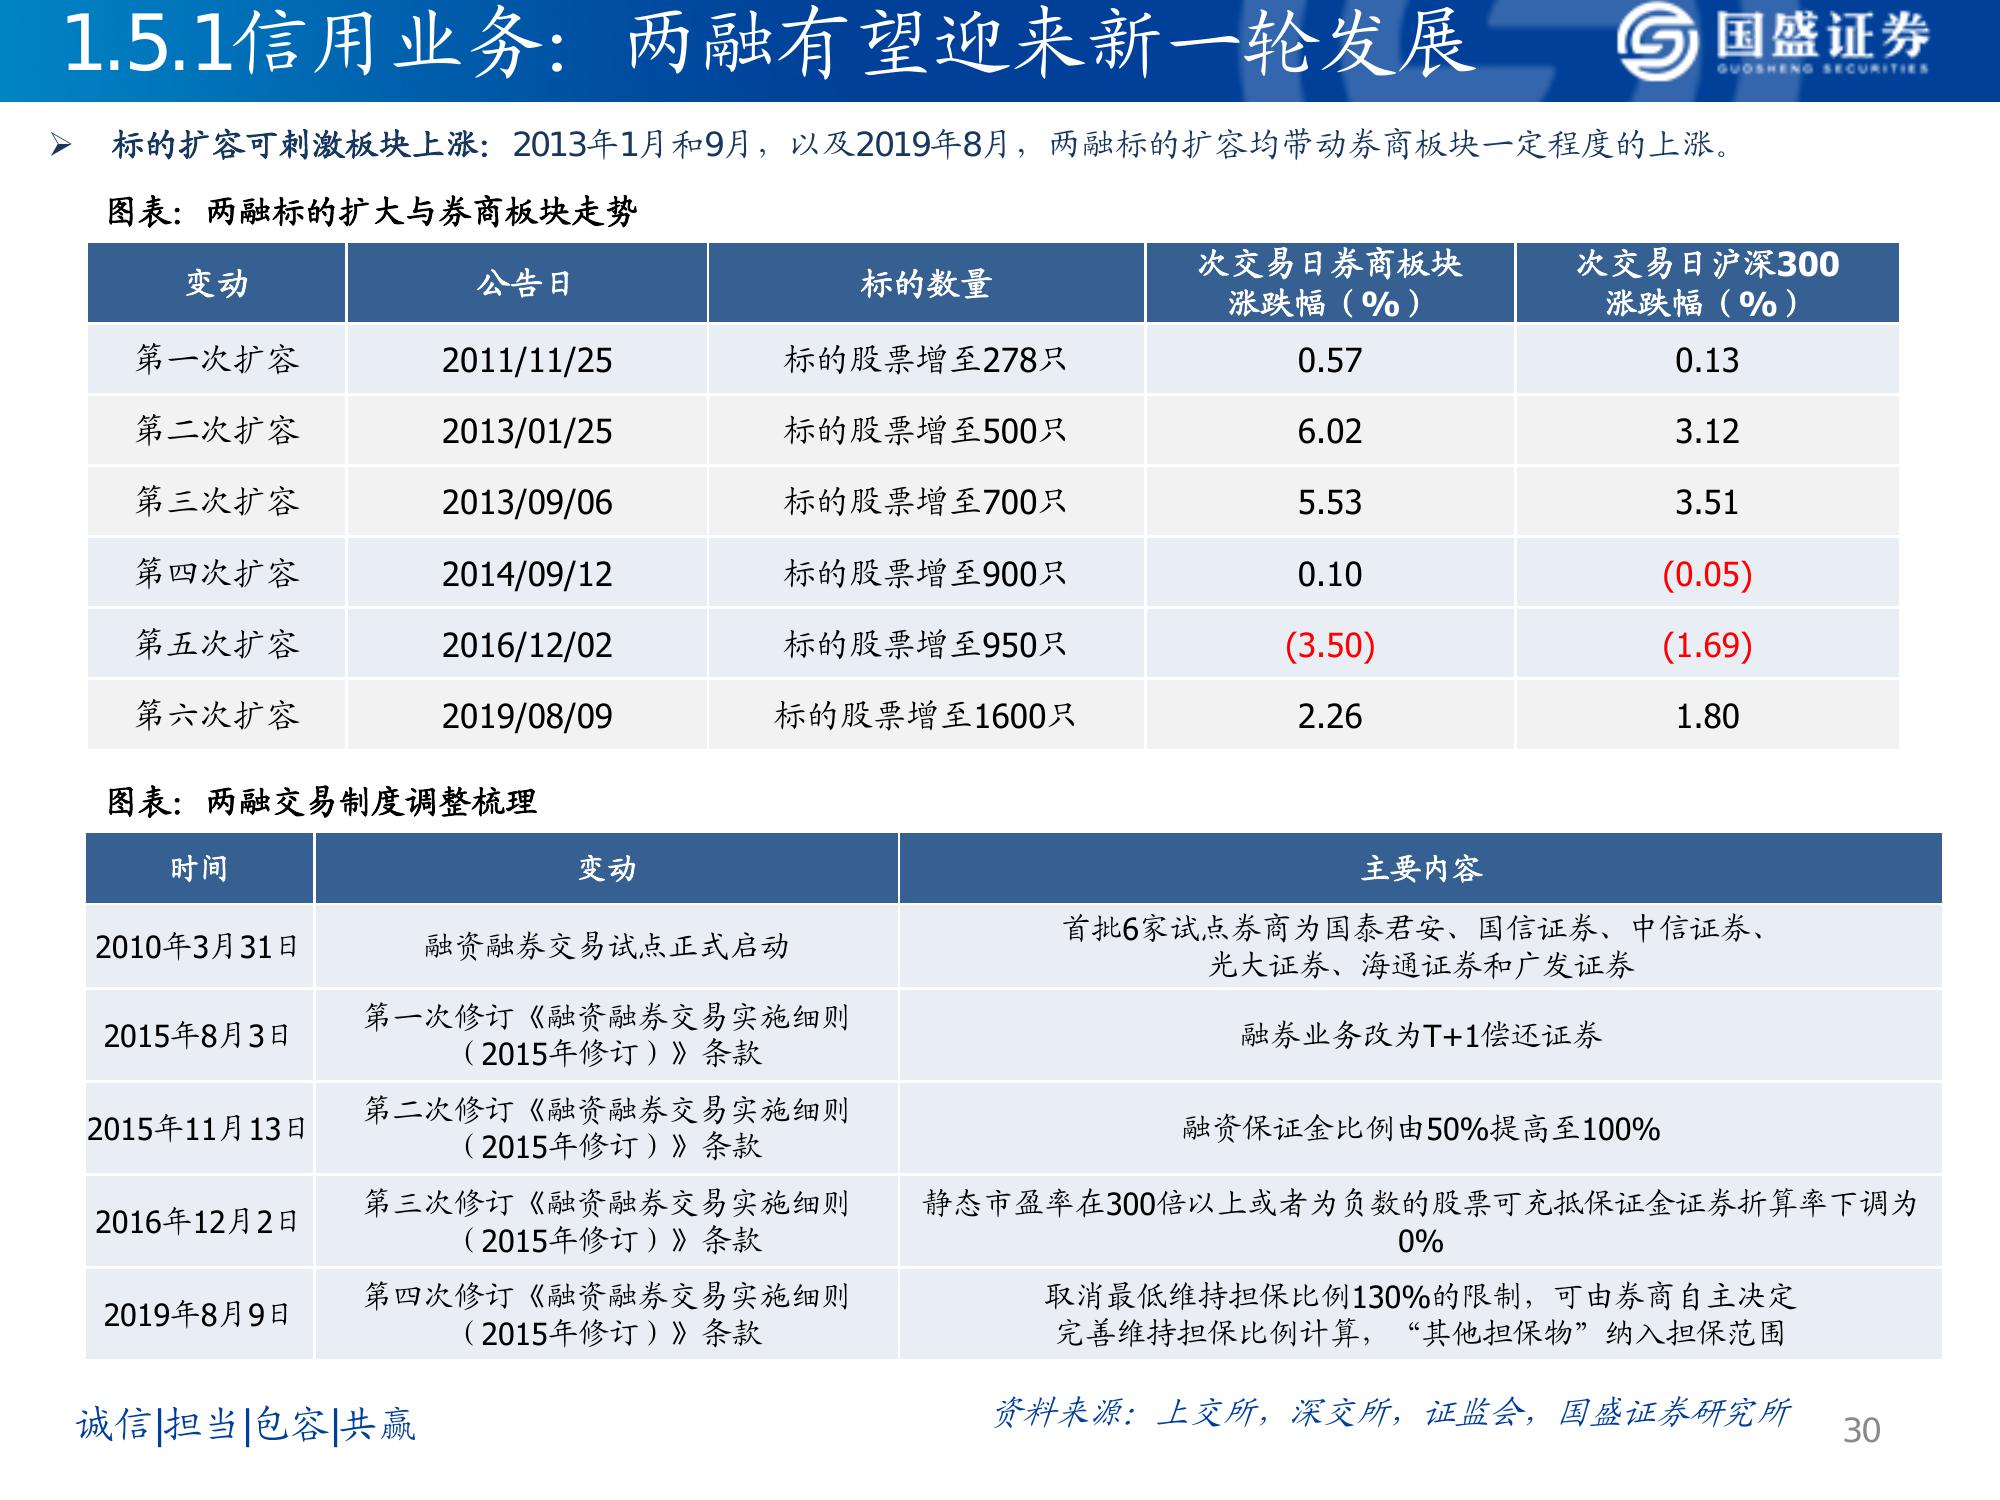 1.5.1信用业务：两融有望迎来新一轮发展
国盛证券
GUOSHENG SECURITIES
标的扩容可刺激板块上涨：2013年1月和9月，以及2019年8月，两融标的扩容均带动券商板块一定程度的上涨。
图表：两融标的扩大与券商板块走势
变动 公告日 标的数量 次交易日券商板块 次交易日沪深300
涨跌幅（%） 涨跌幅（%）
第一次扩容 2011/11/25 标的股票增至278只 0.57 0.13
第二次扩容 2013/01/25 标的股票增至500只 6.02 3.12
第三次扩容 2013/09/06 标的股票增至700只 5.53 3.51
第四次扩容 2014/09/12 标的股票增至900只 0.10 (0.05)
第五次扩容 2016/12/02 标的股票增至950只 (3.50) (1.69)
第六次扩容 2019/08/09 标的股票增至1600只 2.26 1.80
图表：两融交易制度调整梳理
时间 变动 主要内容
2010年3月31日 融资融券交易试点正式启动 首批6家试点券商为国泰君安、国信证券、中信证券、
光大证券、海通证券和广发证券
2015年8月3日 第一次修订《融资融券交易实施细则
（2015年修订）》条款 融券业务改为T+1偿还证券
2015年11月13日 第二次修订《融资融券交易实施细则
（2015年修订）》条款 融资保证金比例由50%提高至100%
2016年12月2日 第三次修订《融资融券交易实施细则
（2015年修订）》条款 静态市盈率在300倍以上或者为负数的股票可充抵保证金证券折算率下调为
0%
2019年8月9日 第四次修订《融资融券交易实施细则
（2015年修订）》条款 取消最低维持担保比例130%的限制，可由券商自主决定
完善维持担保比例计算，“其他担保物”纳入担保范围
诚信|担当|包容|共赢
资料来源：上交所，深交所，证监会，国盛证券研究所
30